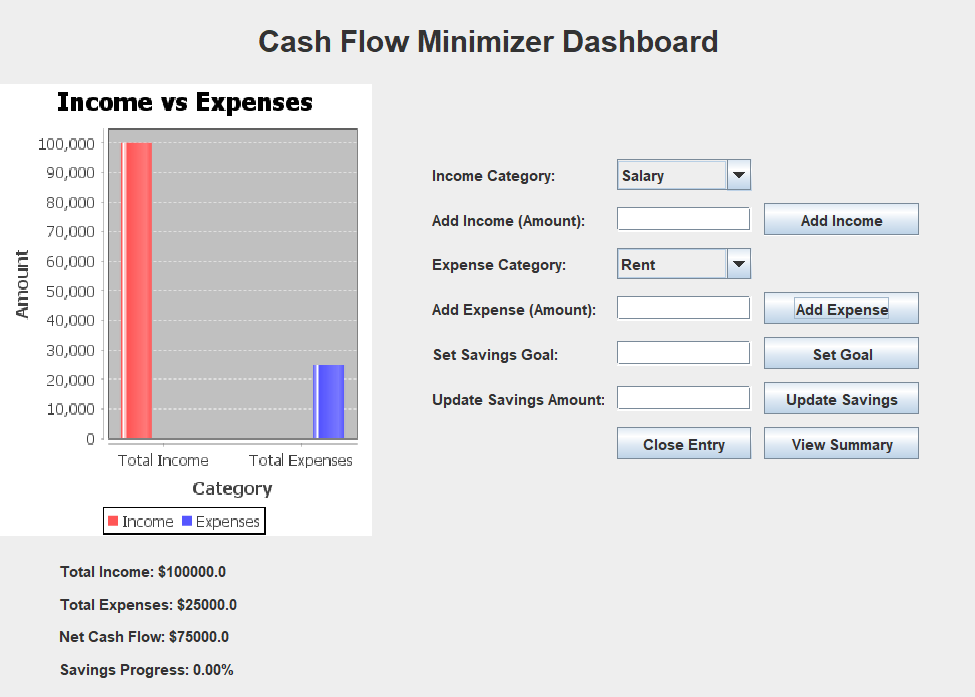 Cash Flow Minimizer Dashboard
Income vs Expenses
100,000
90,000
80,000
70,000
60,000
50,000
40,000
30,000
20,000
10,000
0
Amount
Total Income Total Expenses
Category
Income Expenses
Income Category: Salary
Add Income (Amount): Add Income
Expense Category: Rent
Add Expense (Amount): Add Expense
Set Savings Goal: Set Goal
Update Savings Amount: Update Savings
Close Entry View Summary
Total Income: $100000.0
Total Expenses: $25000.0
Net Cash Flow: $75000.0
Savings Progress: 0.00%